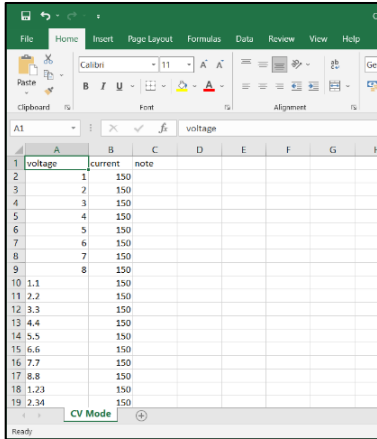 File Home Insert Page Layout Formulas Data Review View Help
Paste
Calibri 11 A A ab Ge
B I U A
Clipboard Font Alignment
A1 fx voltage
A B C D E F G
1 voltage current note
2 1 150
3 2 150
4 3 150
5 4 150
6 5 150
7 6 150
8 7 150
9 8 150
10 1.1 150
11 2.2 150
12 3.3 150
13 4.4 150
14 5.5 150
15 6.6 150
16 7.7 150
17 8.8 150
18 1.23 150
19 2.34 150
CV Mode
Ready